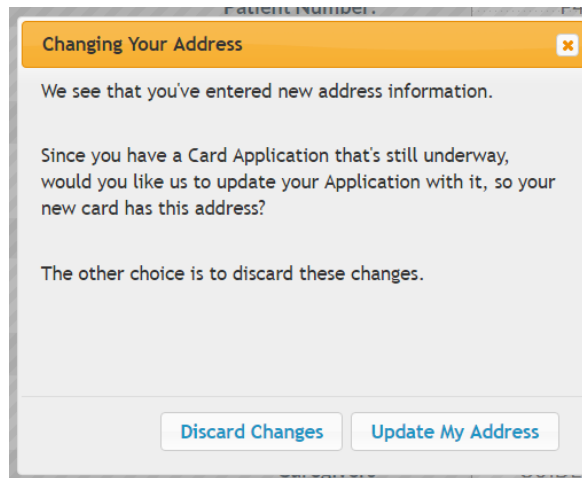 Patient Number:
Changing Your Address
We see that you've entered new address information.
Since you have a Card Application that's still underway,
would you like us to update your Application with it, so your
new card has this address?
The other choice is to discard these changes.
Discard Changes
Update My Address